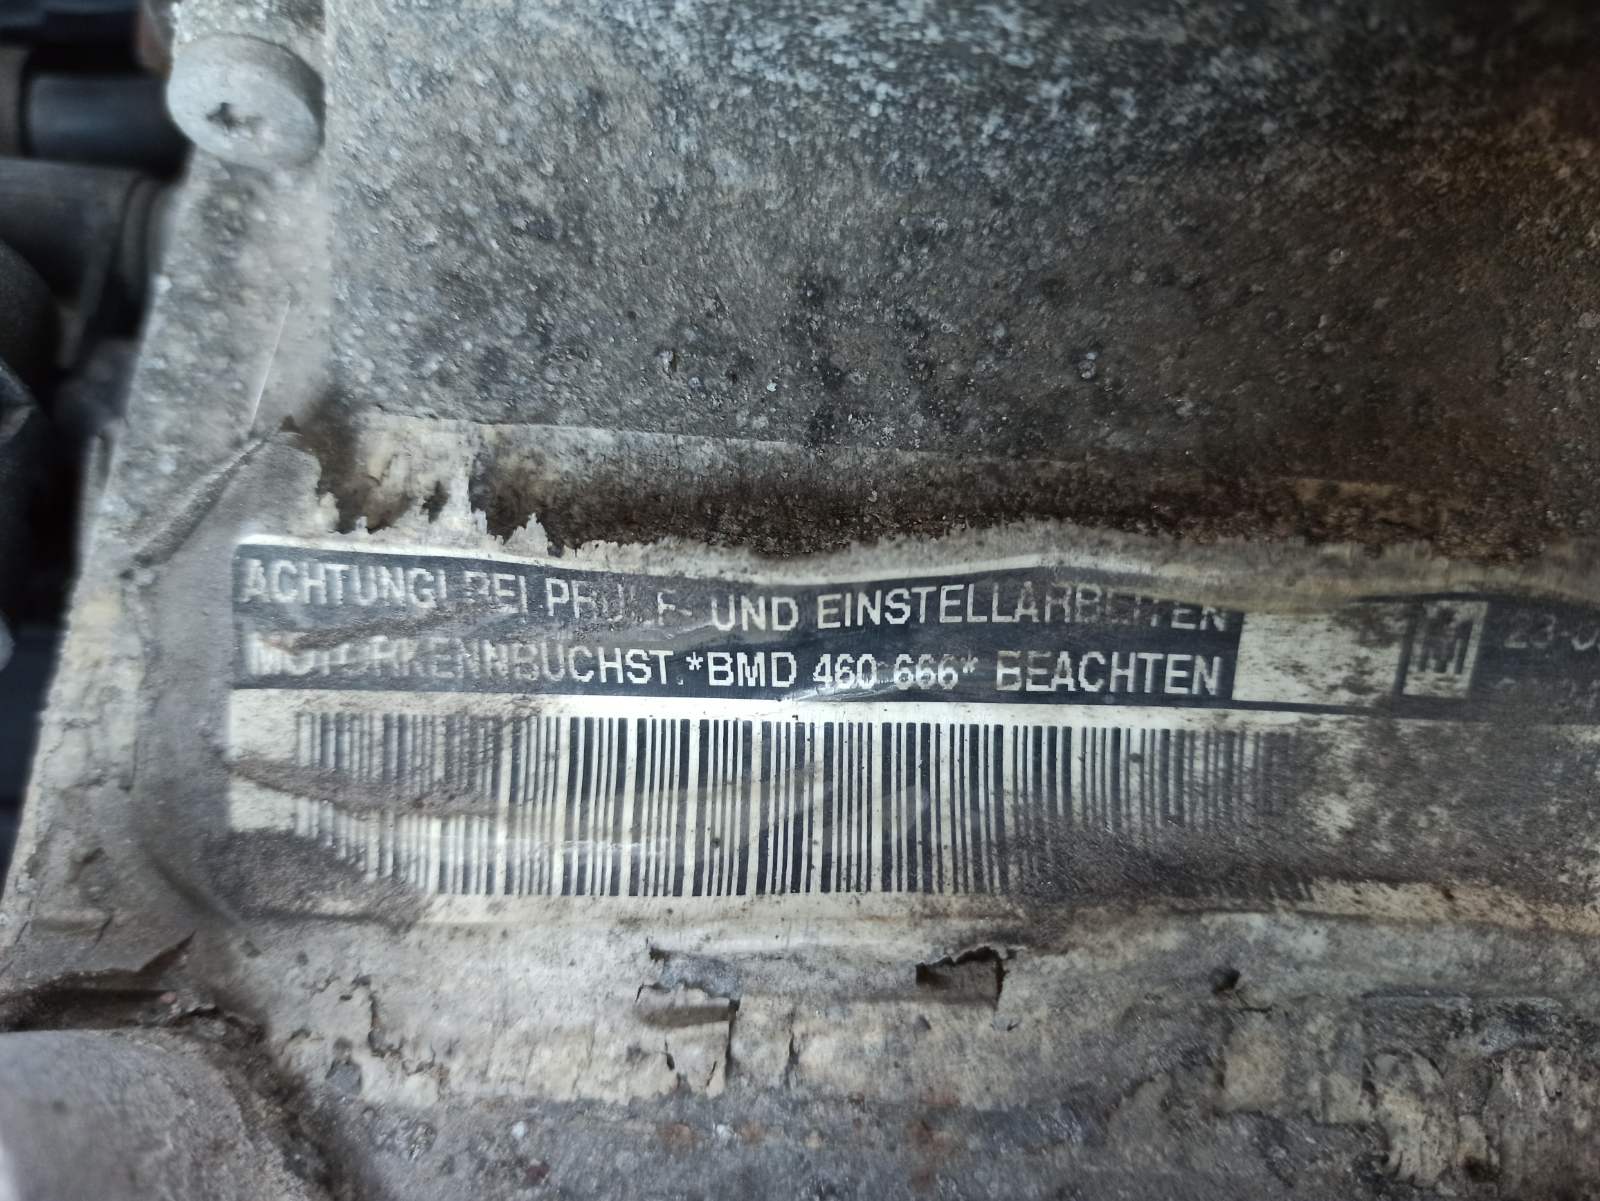 ACHTUNG! BEI PRÜF- UND EINSTELLARBEITEN
MOTORKENNBUCHST.*BMD 460 666* BEACHTEN
M